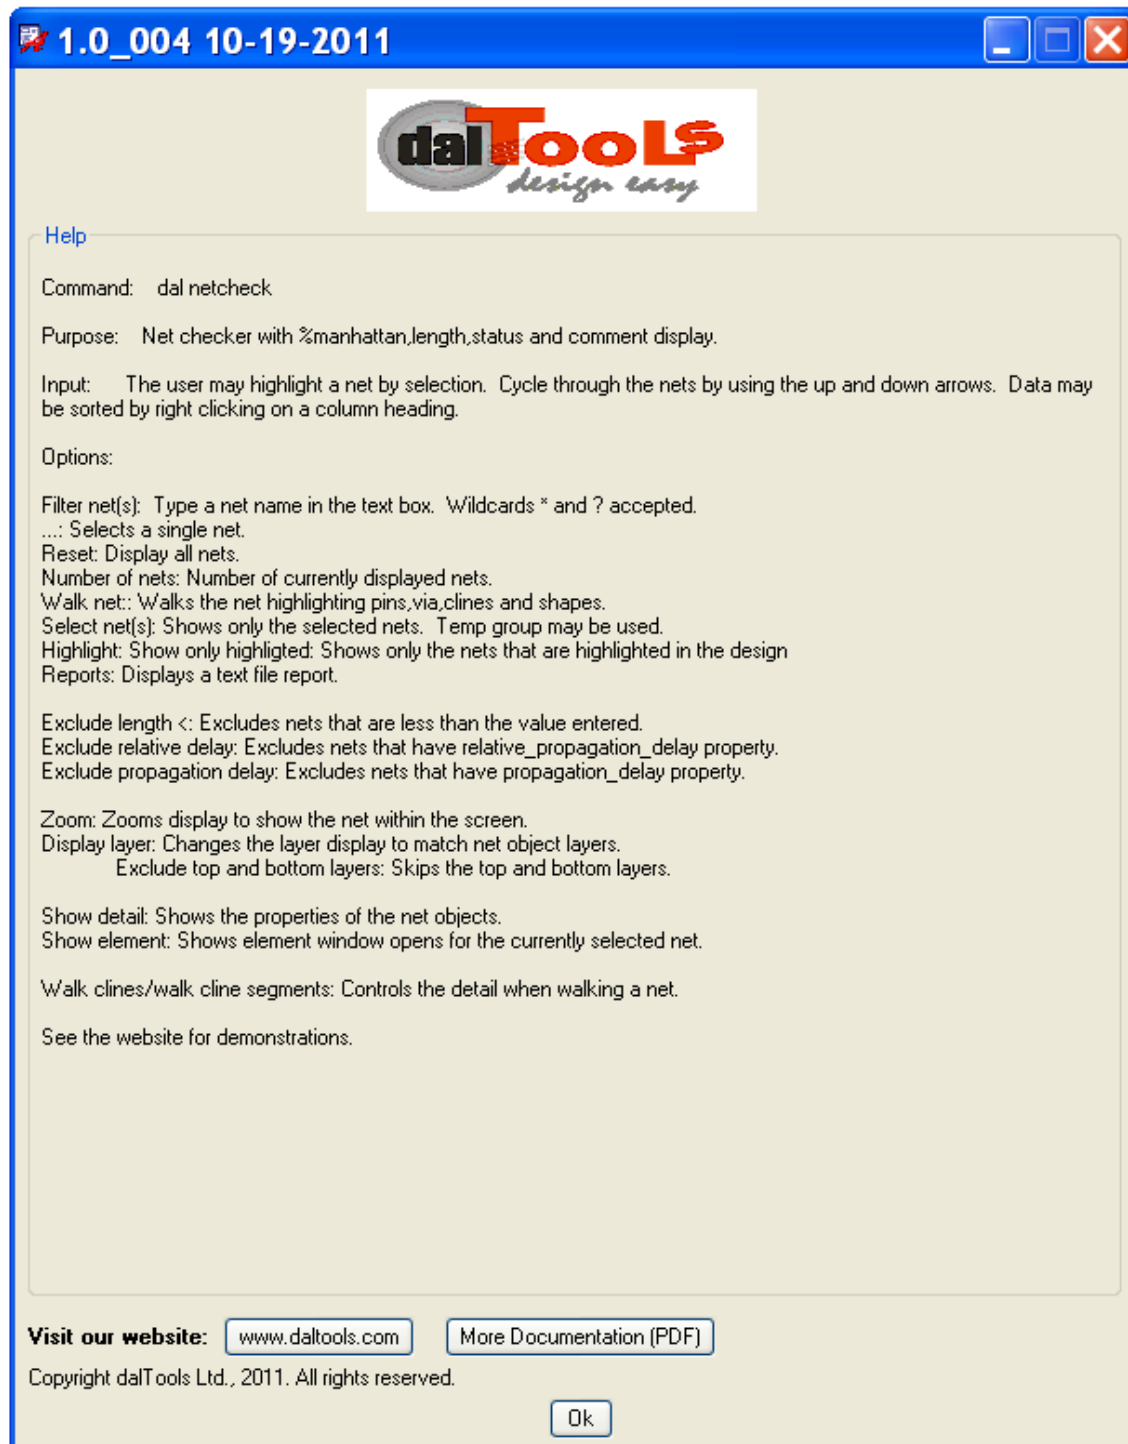 1.0_004 10-19-2011
dalTooLs
design easy
Help
Command: dal netcheck
Purpose: Net checker with %manhattan,length,status and comment display.
Input: The user may highlight a net by selection. Cycle through the nets by using the up and down arrows. Data may
be sorted by right clicking on a column heading.
Options:
Filter net(s): Type a net name in the text box. Wildcards * and ? accepted.
...: Selects a single net.
Reset: Display all nets.
Number of nets: Number of currently displayed nets.
Walk net:: Walks the net highlighting pins,via,clines and shapes.
Select net(s): Shows only the selected nets. Temp group may be used.
Highlight: Show only highligted: Shows only the nets that are highlighted in the design
Reports: Displays a text file report.
Exclude length <: Excludes nets that are less than the value entered.
Exclude relative delay: Excludes nets that have relative_propagation_delay property.
Exclude propagation delay: Excludes nets that have propagation_delay property.
Zoom: Zooms display to show the net within the screen.
Display layer: Changes the layer display to match net object layers.
Exclude top and bottom layers: Skips the top and bottom layers.
Show detail: Shows the properties of the net objects.
Show element: Shows element window opens for the currently selected net.
Walk clines/walk cline segments: Controls the detail when walking a net.
See the website for demonstrations.
Visit our website: www.daltools.com More Documentation (PDF)
Copyright dalTools Ltd., 2011. All rights reserved.
Ok